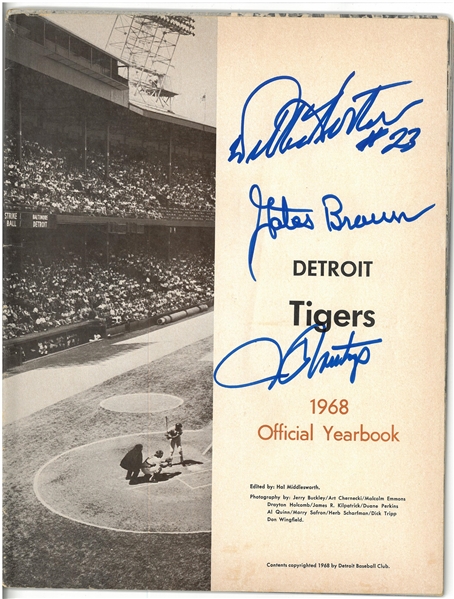 Willie Horton
#23
Gates Brown
DETROIT
Tigers
1968
Official Yearbook
STRIKE BALTIMORE
BALL DETROIT
Edited by: Hal Middlesworth.
Photography by: Jerry Buckley/Art Chernecki/Malcolm Emmons
Drayton Holcomb/James R. Kilpatrick/Duane Perkins
Al Quinn/Marry Safran/Herb Scharfman/Dick Tripp
Don Wingfield.
Contents copyrighted 1968 by Detroit Baseball Club.